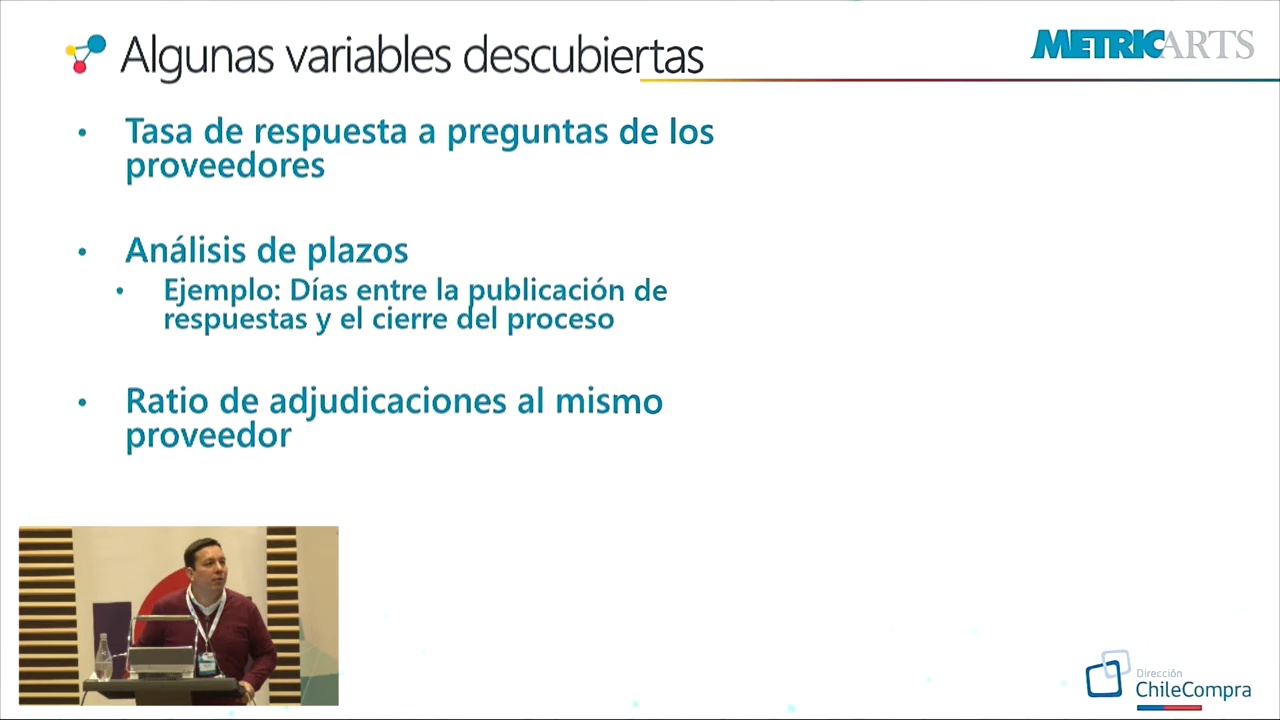 Algunas variables descubiertas
METRICARTS
• Tasa de respuesta a preguntas de los
proveedores
• Análisis de plazos
• Ejemplo: Días entre la publicación de
respuestas y el cierre del proceso
• Ratio de adjudicaciones al mismo
proveedor
Dirección
ChileCompra